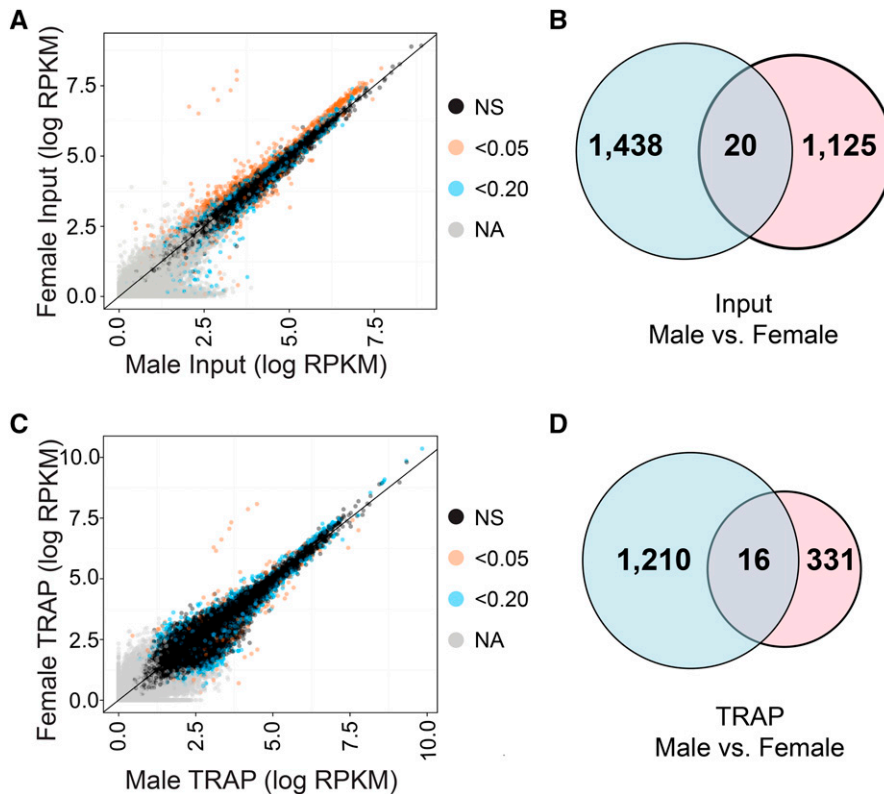 A
Female Input (log RPKM)
7.5
5.0
2.5
0.0
0.0
2.5
5.0
7.5
Male Input (log RPKM)
NS
<0.05
<0.20
NA
B
1,438
20
1,125
Input
Male vs. Female
C
Female TRAP (log RPKM)
10.0
7.5
5.0
2.5
0.0
0.0
2.5
5.0
7.5
10.0
Male TRAP (log RPKM)
NS
<0.05
<0.20
NA
D
1,210
16
331
TRAP
Male vs. Female